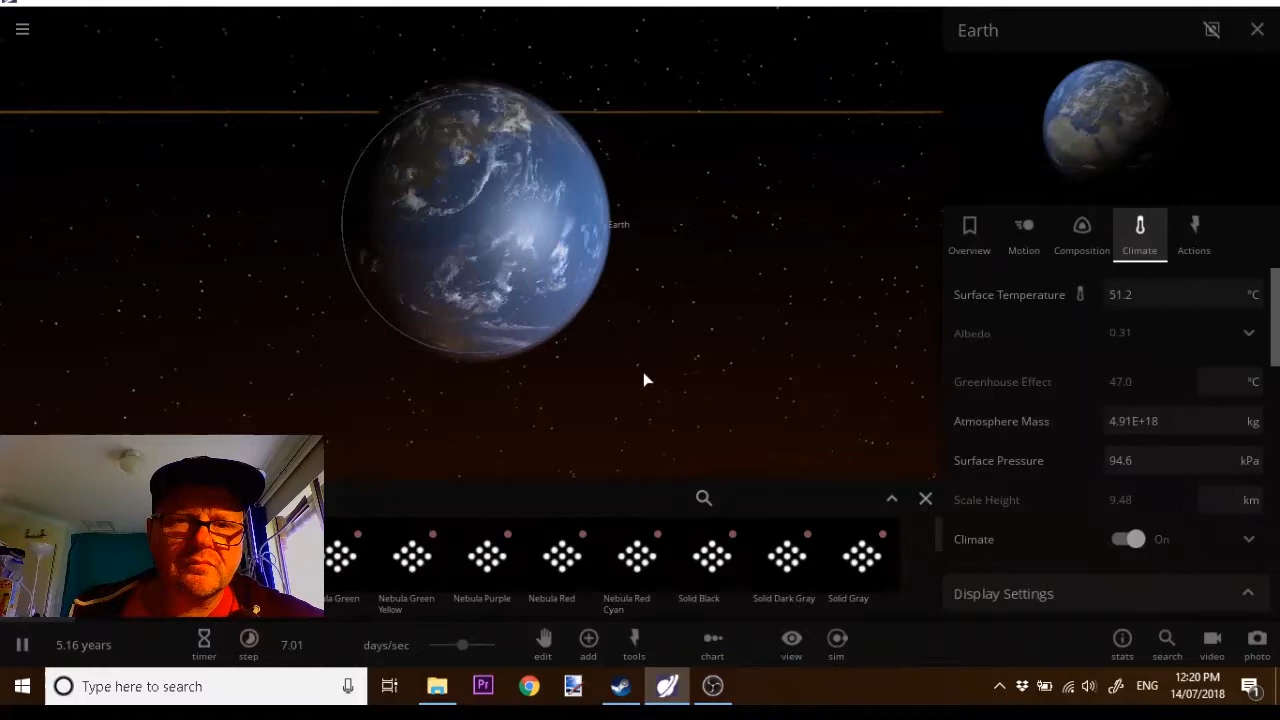 Earth
Earth
Overview Motion Composition Climate Actions
Surface Temperature 51.2 °C
Albedo 0.31
Greenhouse Effect 47.0 °C
Atmosphere Mass 4.91E+18 kg
Surface Pressure 94.6 kPa
Scale Height 9.48 km
Climate On
Display Settings
Nebula Green Yellow
Nebula Purple
Nebula Red
Nebula Red Cyan
Solid Black
Solid Dark Gray
Solid Gray
5.16 years timer step 7.01 days/sec edit add tools chart view sim stats search video photo
Type here to search
Pr
ENG
12:20 PM
14/07/2018
1